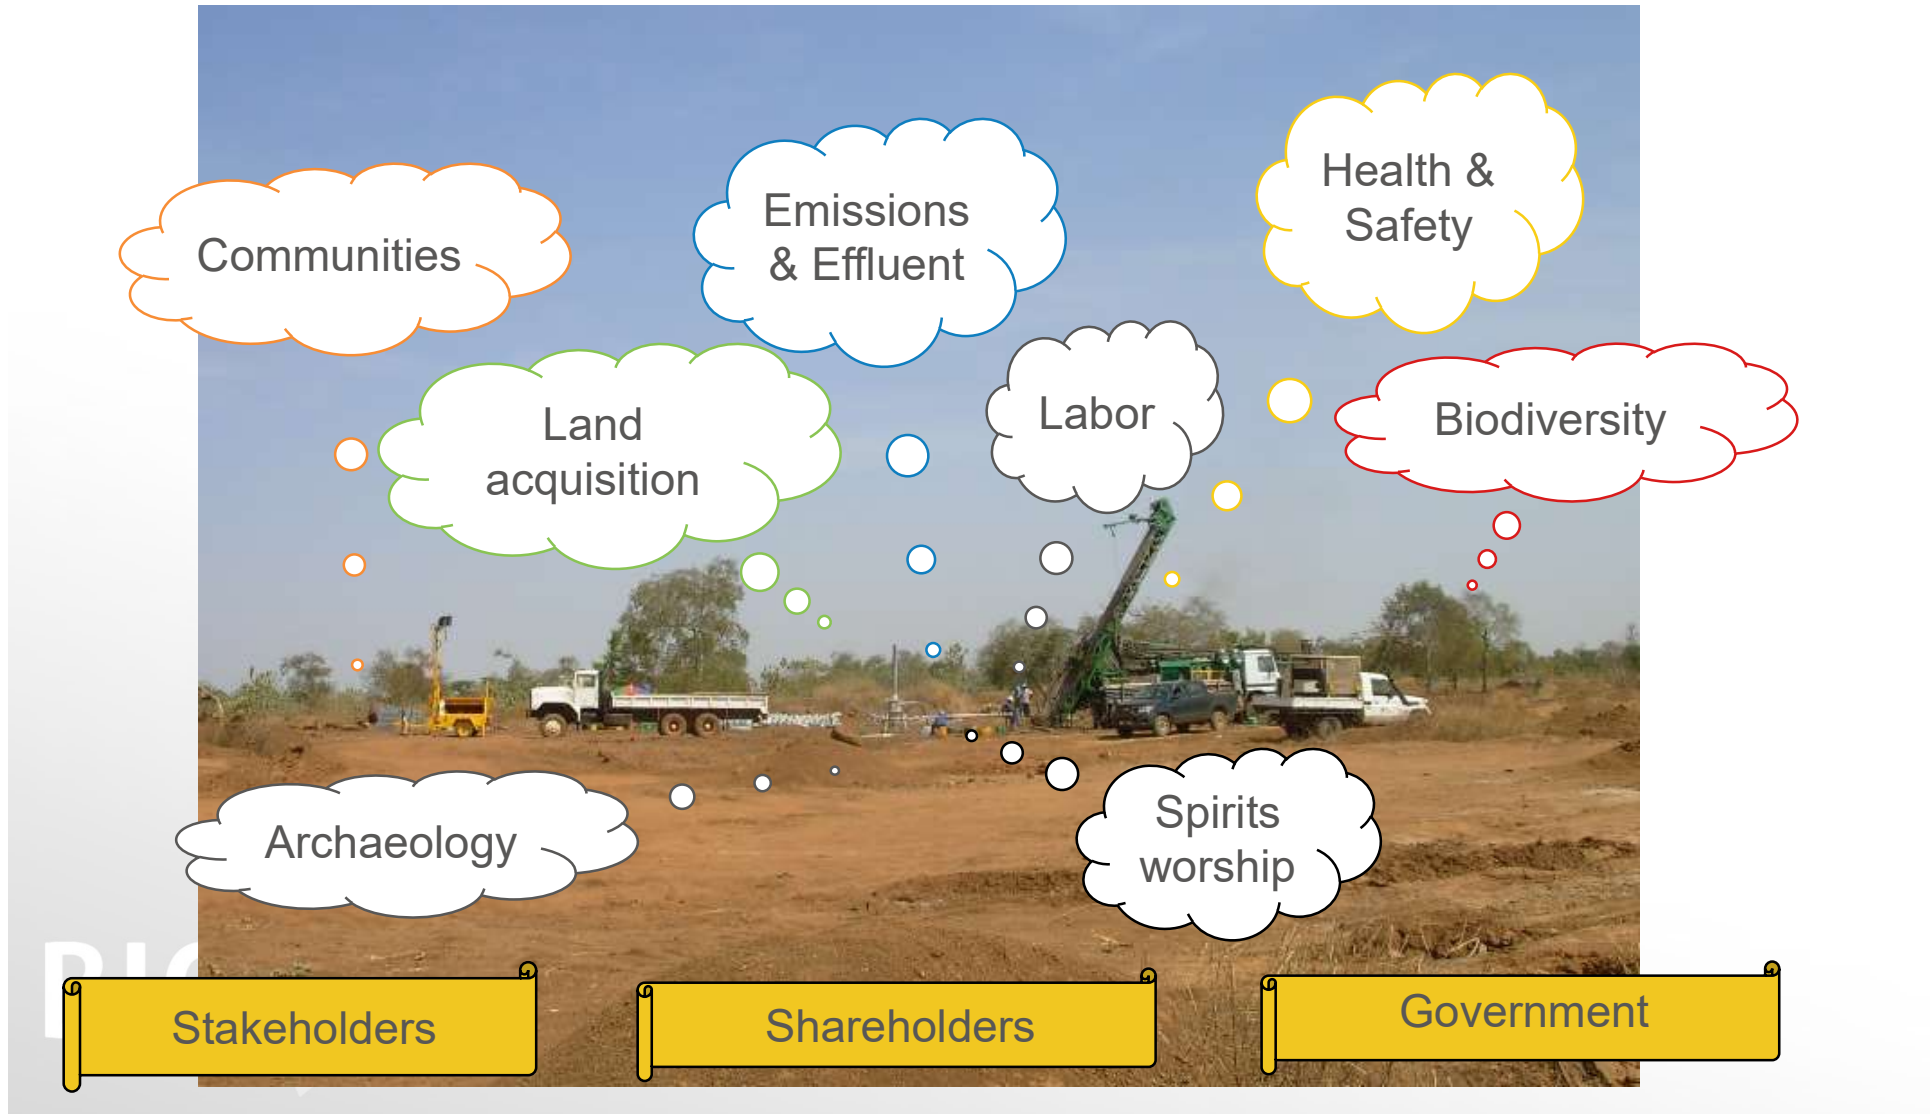 Health &
Safety
Emissions
& Effluent
Communities
Labor
Biodiversity
Land
acquisition
Archaeology
Spirits
worship
Stakeholders
Shareholders
Government